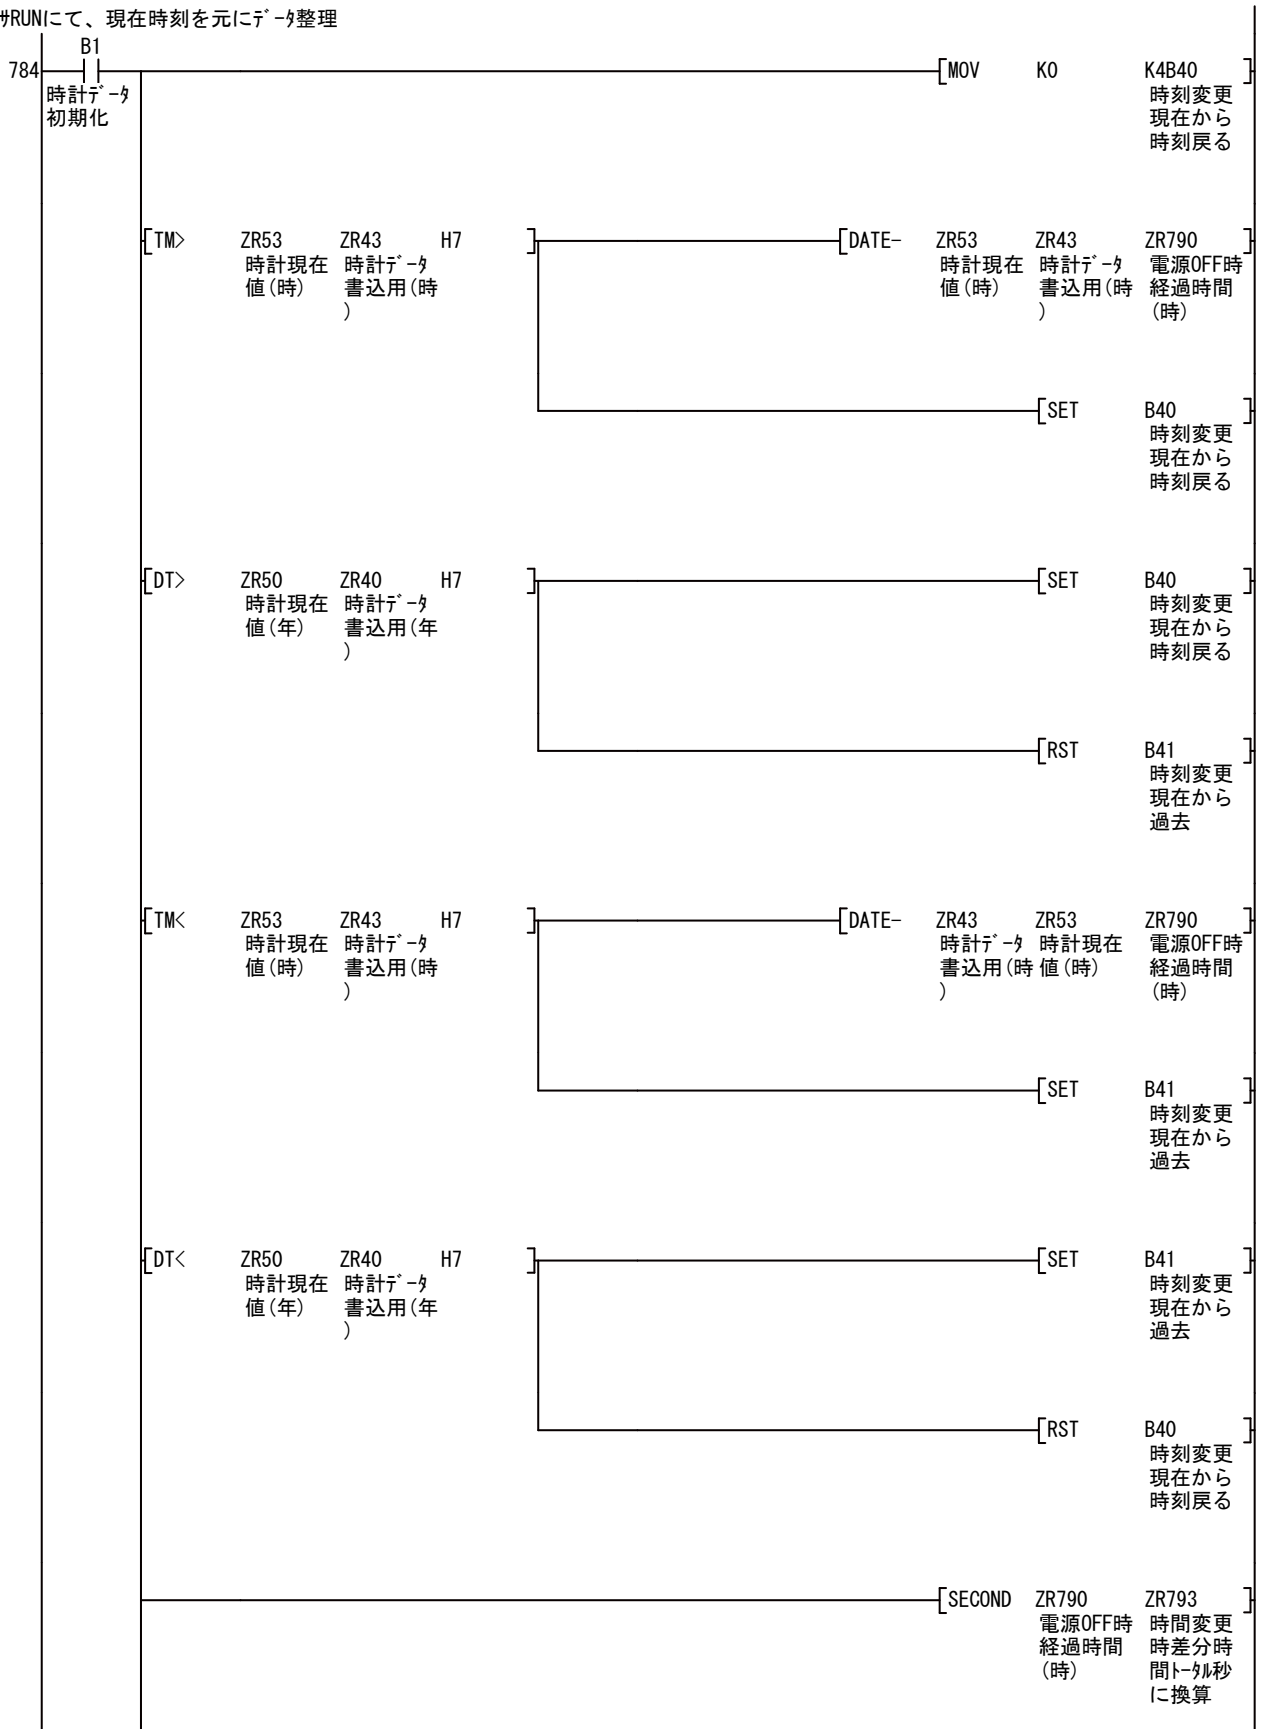 ｻRUNにて、現在時刻を元にﾃﾞｰﾀ整理
B1
784
時計ﾃﾞｰﾀ
初期化
MOV K0 K4B40
時刻変更
現在から
時刻戻る
TM> ZR53 ZR43 H7 DATE- ZR53 ZR43 ZR790
時計現在 時計ﾃﾞｰﾀ 時計現在 時計ﾃﾞｰﾀ 電源OFF時
値(時) 書込用(時 値(時) 書込用(時 経過時間
) ) (時)
SET B40
時刻変更
現在から
時刻戻る
DT> ZR50 ZR40 H7 SET B40
時計現在 時計ﾃﾞｰﾀ 時刻変更
値(年) 書込用(年 現在から
) 時刻戻る
RST B41
時刻変更
現在から
過去
TM< ZR53 ZR43 H7 DATE- ZR43 ZR53 ZR790
時計現在 時計ﾃﾞｰﾀ 時計ﾃﾞｰﾀ 時計現在 電源OFF時
値(時) 書込用(時 書込用(時 値(時) 経過時間
) ) (時)
SET B41
時刻変更
現在から
過去
DT< ZR50 ZR40 H7 SET B41
時計現在 時計ﾃﾞｰﾀ 時刻変更
値(年) 書込用(年 現在から
) 過去
RST B40
時刻変更
現在から
時刻戻る
SECOND ZR790 ZR793
電源OFF時 時間変更
経過時間 時差分時
(時) 間ﾄｰﾀﾙ秒
に換算